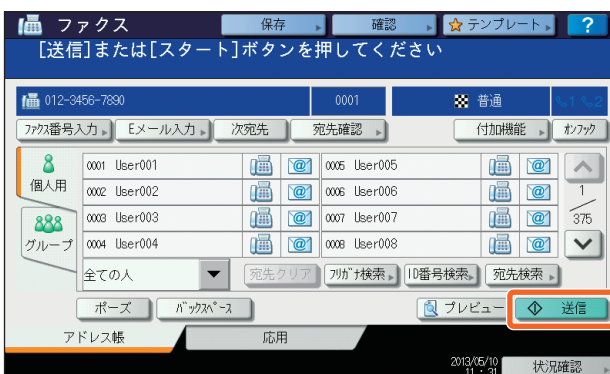 ファクス 保存 確認 テンプレート ?
[送信]または[スタート]ボタンを押してください
012-3456-7890 0001 普通 1 2
ファクス番号入力 Eメール入力 次宛先 宛先確認 付加機能 オンフック
個人用
グループ
0001 User001 @ 0005 User005 @
0002 User002 @ 0006 User006 @
0003 User003 @ 0007 User007 @
0004 User004 @ 0008 User008 @
1
375
全ての人 宛先クリア フリガナ検索 ID番号検索 宛先検索
ポーズ バックスペース プレビュー 送信
アドレス帳 応用
2013/05/10
11 : 31 状況確認